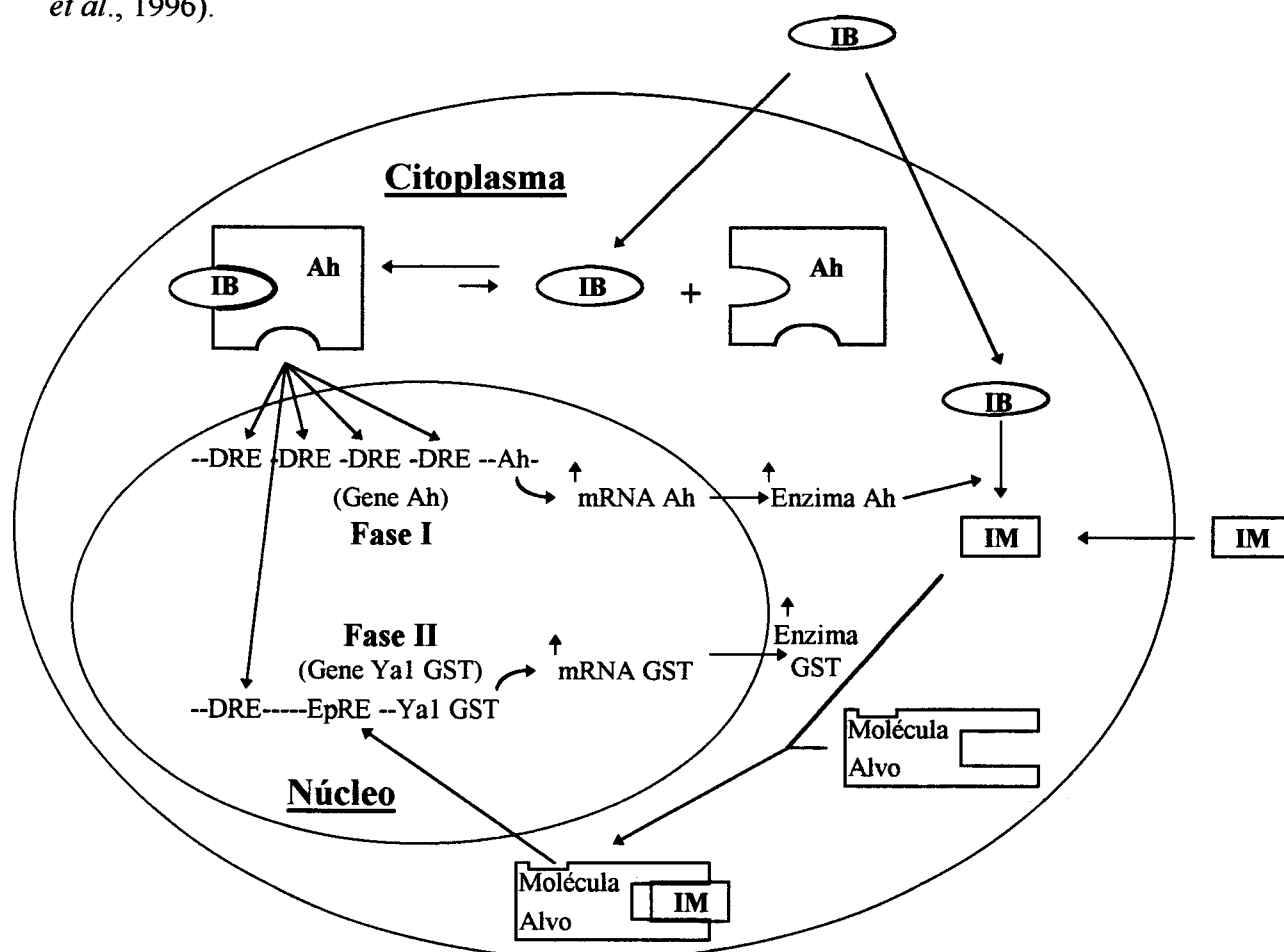 et al., 1996).
IB
Citoplasma
Ah
IB
IB
+
Ah
IB
--DRE -DRE -DRE -DRE --Ah-
(Gene Ah)
mRNA Ah
Enzima Ah
Fase I
IM
IM
Fase II
(Gene Ya1 GST)
mRNA GST
Enzima
GST
--DRE-----EpRE --Ya1 GST
Molécula
Alvo
Núcleo
Molécula
Alvo
IM